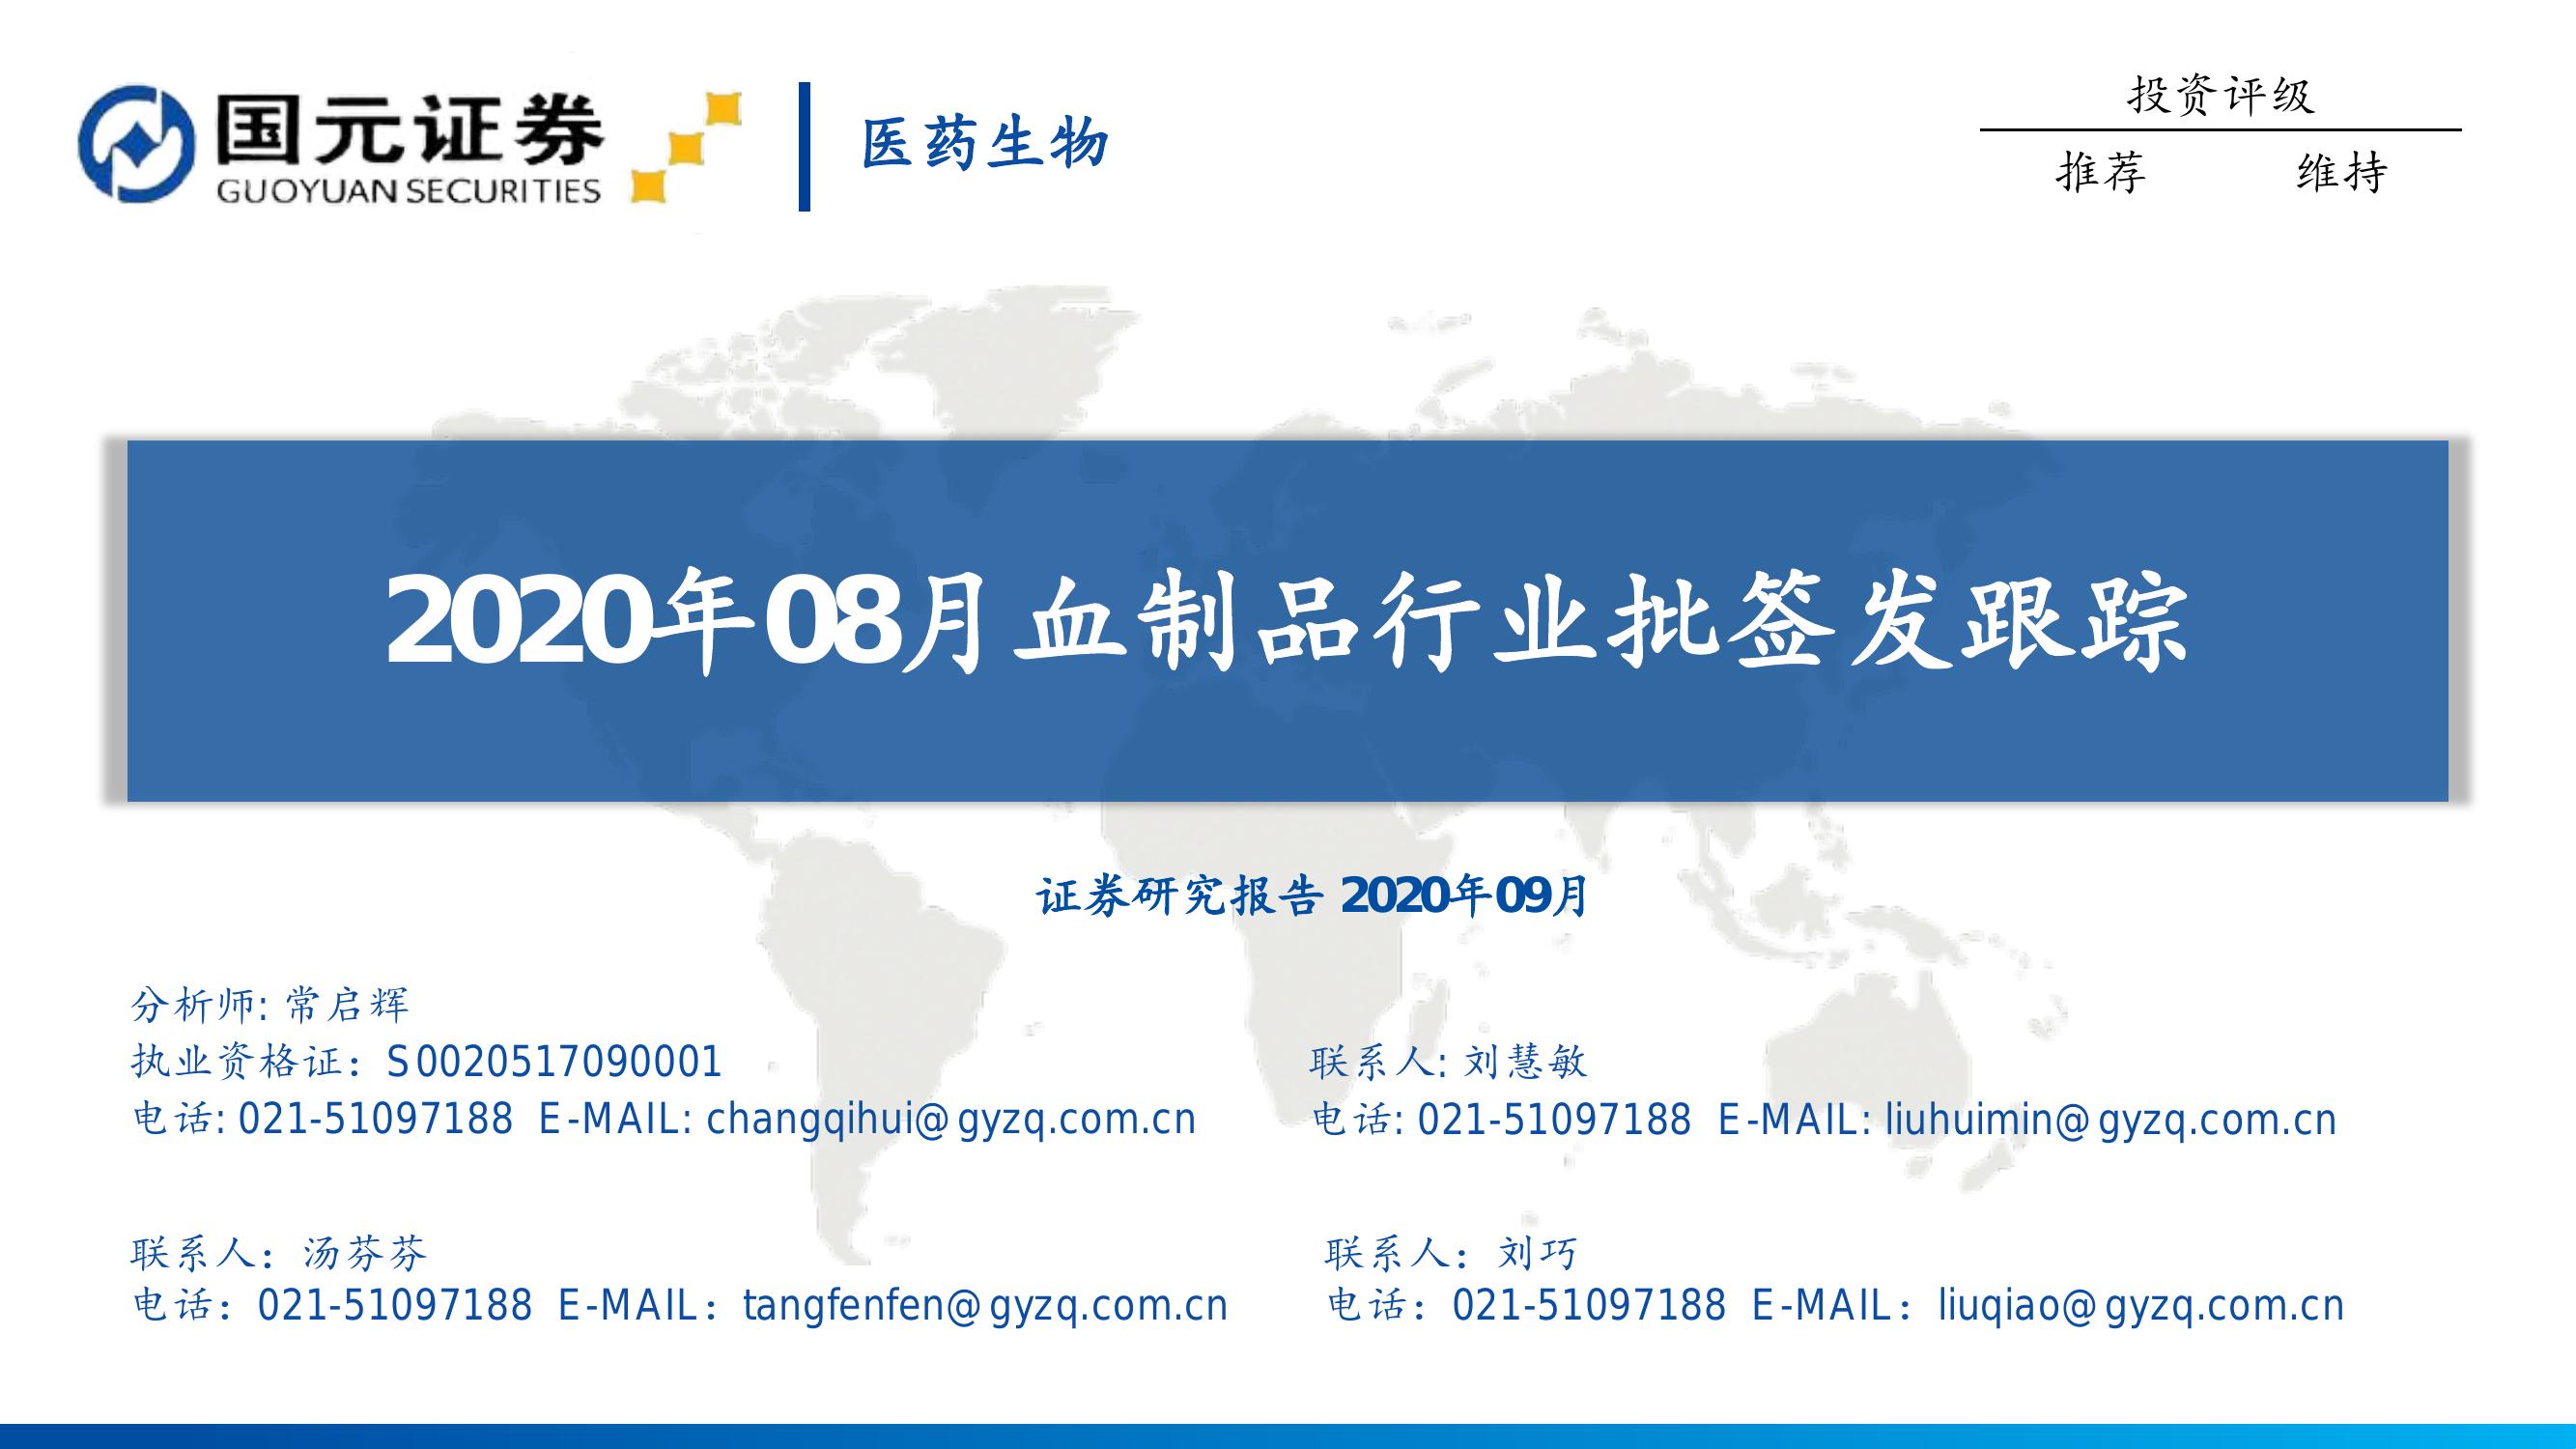 国元证券
GUOYUAN SECURITIES
医药生物
投资评级
推荐 维持
2020年08月血制品行业批签发跟踪
证券研究报告 2020年09月
分析师: 常启辉
执业资格证：S0020517090001
电话: 021-51097188 E-MAIL: changqihui@gyzq.com.cn
联系人: 刘慧敏
电话: 021-51097188 E-MAIL: liuhuimin@gyzq.com.cn
联系人：汤芬芬
电话：021-51097188 E-MAIL：tangfenfen@gyzq.com.cn
联系人：刘巧
电话：021-51097188 E-MAIL：liuqiao@gyzq.com.cn